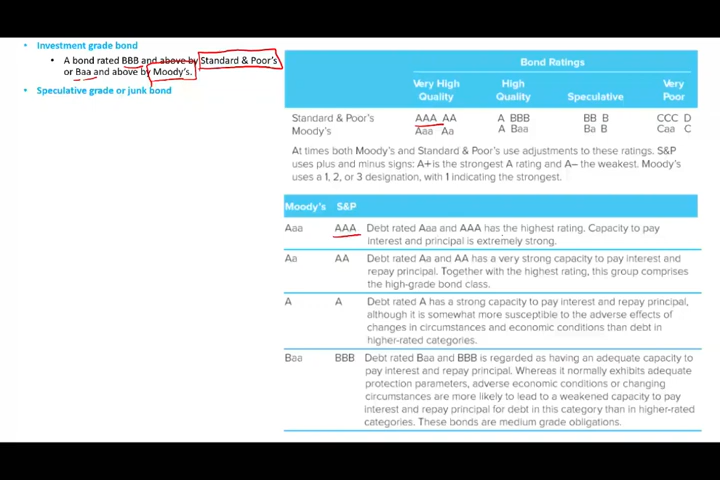 Investment grade bond
A bond rated BBB and above by Standard & Poor's
or Baa and above by Moody's.
Speculative grade or junk bond
Bond Ratings
Very High Quality
High Quality
Speculative
Very Poor
Standard & Poor's AAA AA A BBB BB B CCC D
Moody's Aaa Aa A Baa Ba B Caa C
At times both Moody's and Standard & Poor's use adjustments to these ratings. S&P
uses plus and minus signs: A+ is the strongest A rating and A− the weakest. Moody's
uses a 1, 2, or 3 designation, with 1 indicating the strongest.
Moody's S&P
Aaa AAA Debt rated Aaa and AAA has the highest rating. Capacity to pay
interest and principal is extremely strong.
Aa AA Debt rated Aa and AA has a very strong capacity to pay interest and
repay principal. Together with the highest rating, this group comprises
the high-grade bond class.
A A Debt rated A has a strong capacity to pay interest and repay principal,
although it is somewhat more susceptible to the adverse effects of
changes in circumstances and economic conditions than debt in
higher-rated categories.
Baa BBB Debt rated Baa and BBB is regarded as having an adequate capacity to
pay interest and repay principal. Whereas it normally exhibits adequate
protection parameters, adverse economic conditions or changing
circumstances are more likely to lead to a weakened capacity to pay
interest and repay principal for debt in this category than in higher-rated
categories. These bonds are medium grade obligations.